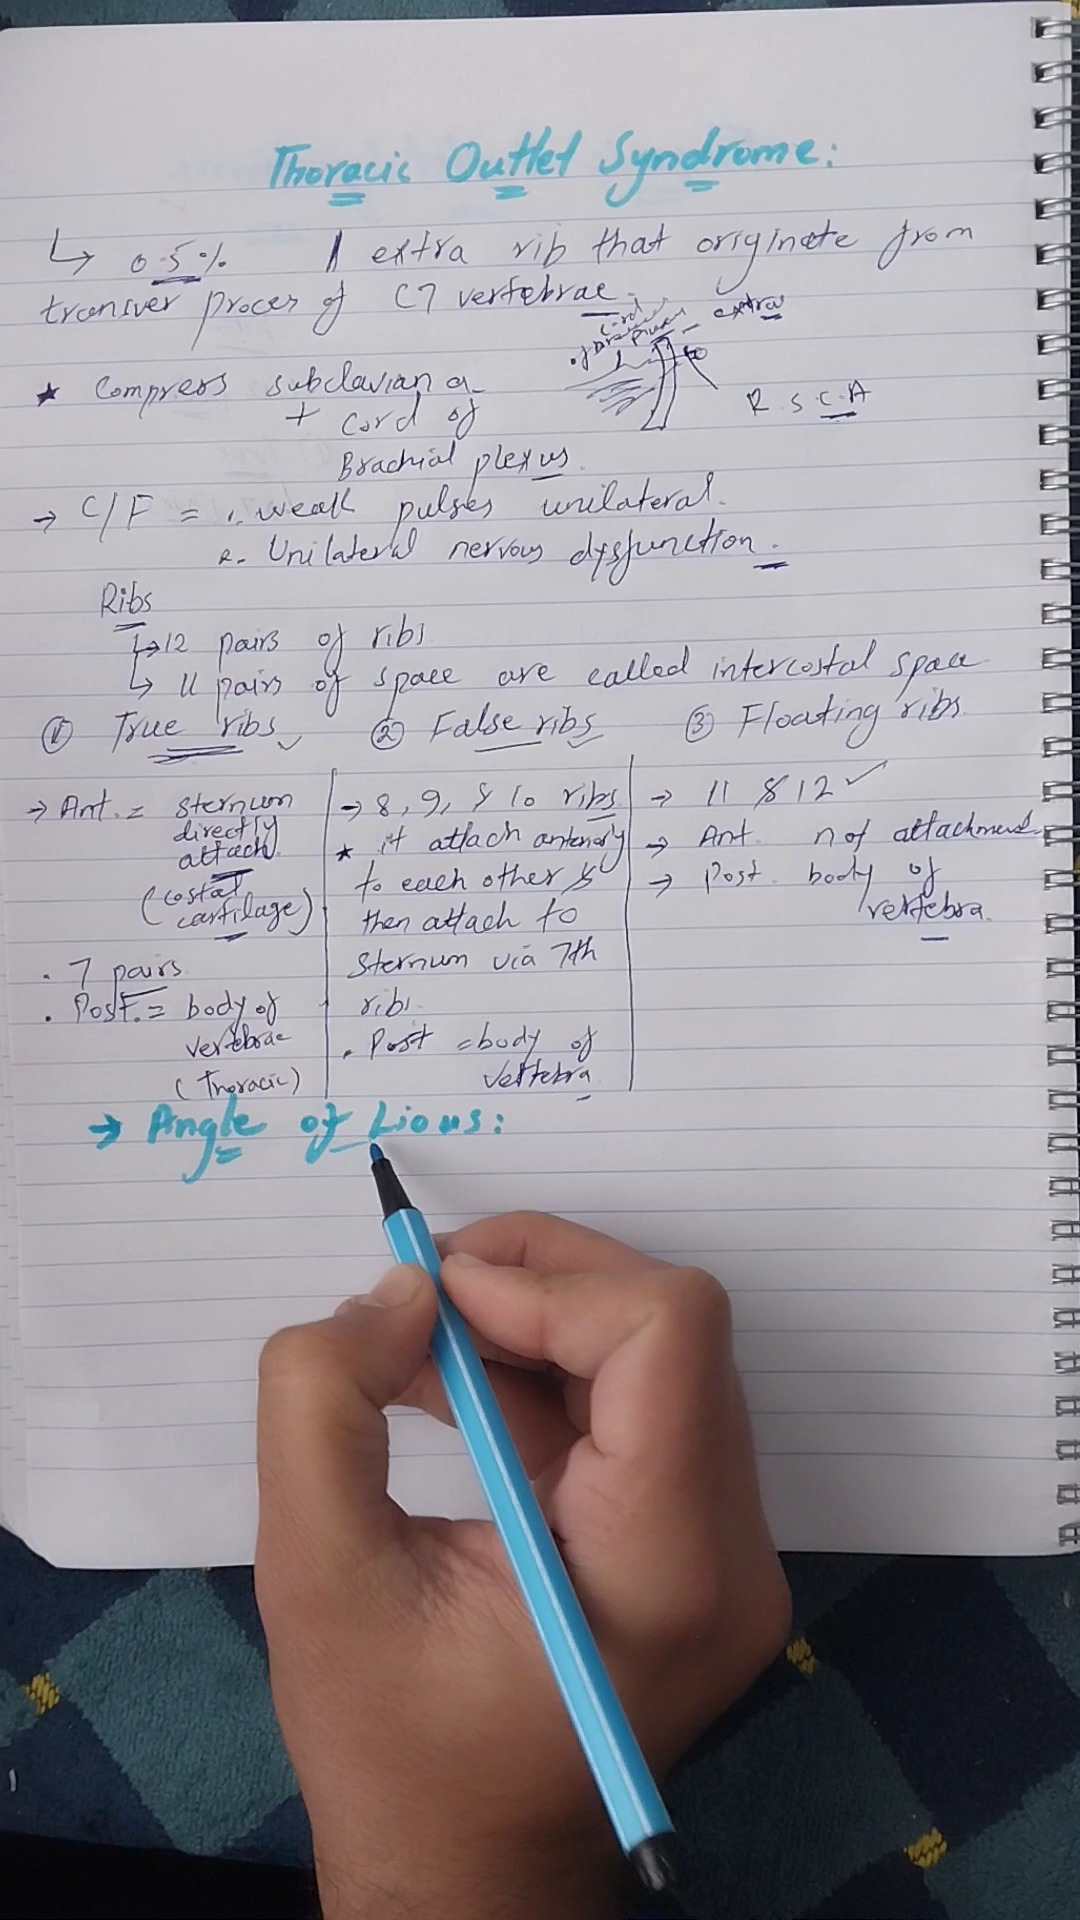 Thoracic Outlet Syndrome:
↳ 0.5% 1 extra rib that originate from
transver proces of C7 vertebrae.
Cord
of Brachial
Plexus
extra
R.S.C.A
* Compress subclavian a
+ Cord of
Brachial plexus.
→ C/F = 1. weak pulses unilateral.
2. Unilateral nervous dysfunction.
Ribs
↳ 12 pairs of ribs.
↳ 11 pairs of space are called intercostal space
① True ribs ② False ribs ③ Floating ribs
→ Ant. = sternum
directly
attach
(costal
cartilage)
. 7 pairs
. Post. = body of
vertebrae
(Thoracic)
→ 8, 9, & 10 ribs
* it attach anteriorly
to each other &
then attach to
sternum via 7th
rib.
. Post = body of
vertebra
→ 11 & 12 ✓
→ Ant. not attachment
→ Post. body of
vertebra.
→ Angle of Lious: